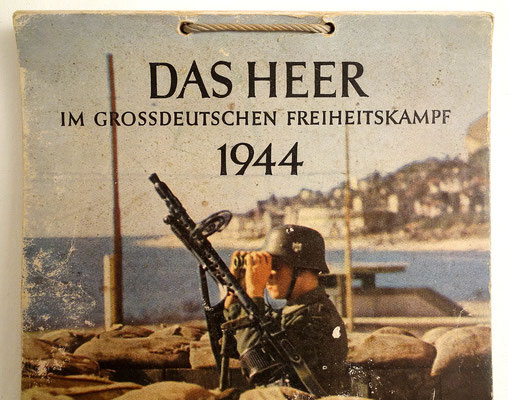 DAS HEER
IM GROSSDEUTSCHEN FREIHEITSKAMPF
1944